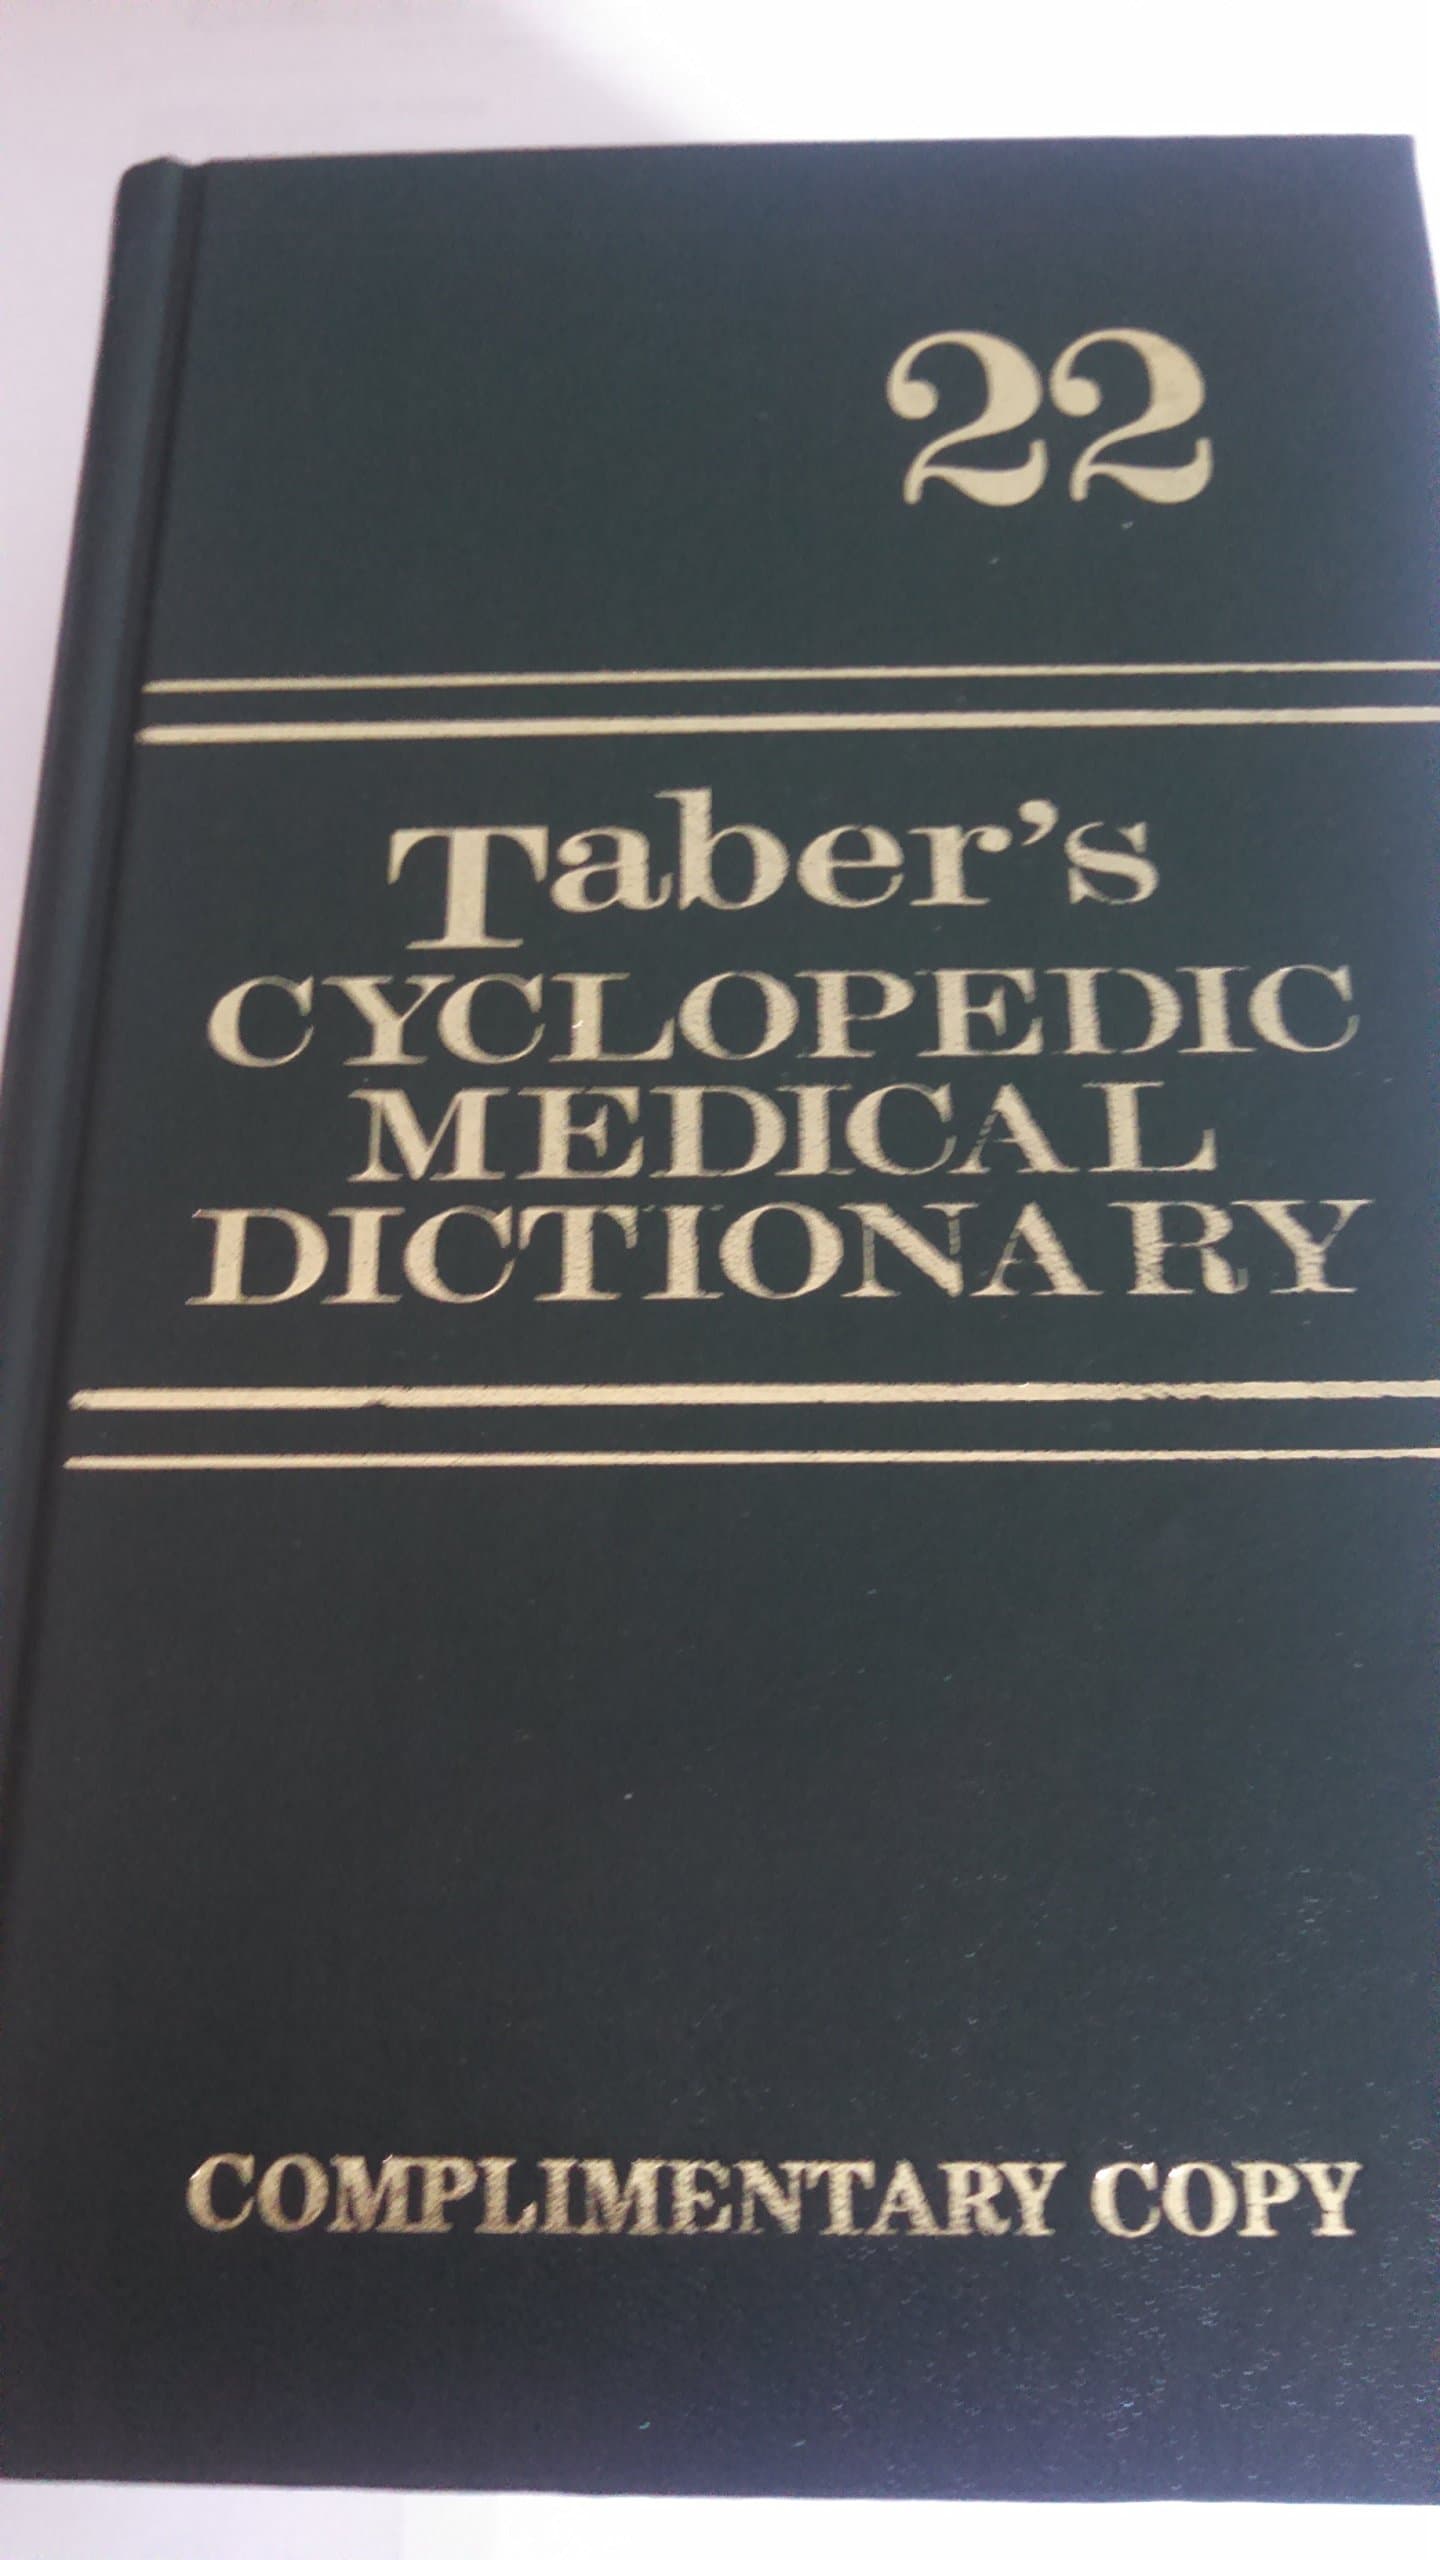 22
Taber's
CYCLOPEDIC
MEDICAL
DICTIONARY
COMPLIMENTARY COPY